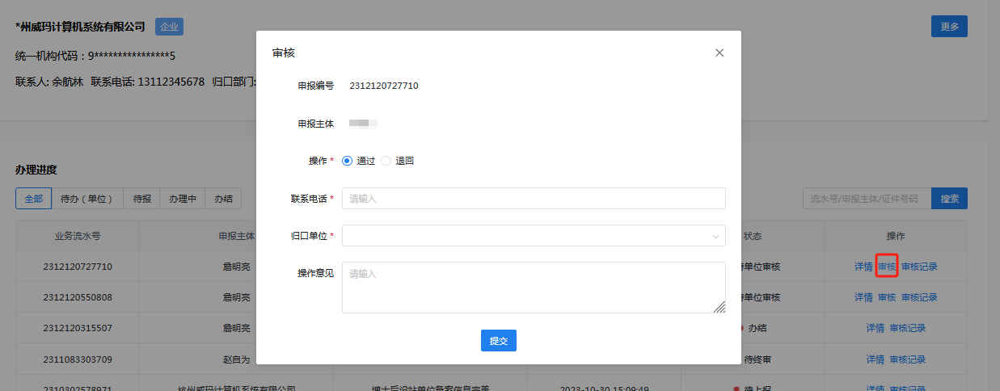 *州威玛计算机系统有限公司 企业 更多
统一机构代码：9****************5
联系人: 余航林 联系电话: 13112345678 归口部门:
审核
申报编号 2312120727710
申报主体
操作 * 通过 退回
联系电话 * 请输入
归口单位 *
操作意见 请输入
提交
办理进度
全部 待办（单位） 待报 办理中 办结 流水号/申报主体/证件号码 搜索
业务流水号 申报主体 状态 操作
2312120727710 詹明亮 待单位审核 详情 审核 审核记录
2312120550808 詹明亮 待单位审核 详情 审核 审核记录
2312120315507 詹明亮 办结 详情 审核记录
2311083303709 赵自为 待终审 详情 审核记录
2310302578971 杭州威玛计算机系统有限公司 博士后设站单位备案信息完善 2023-10-30 15:09:49 待上报 详情 审核记录